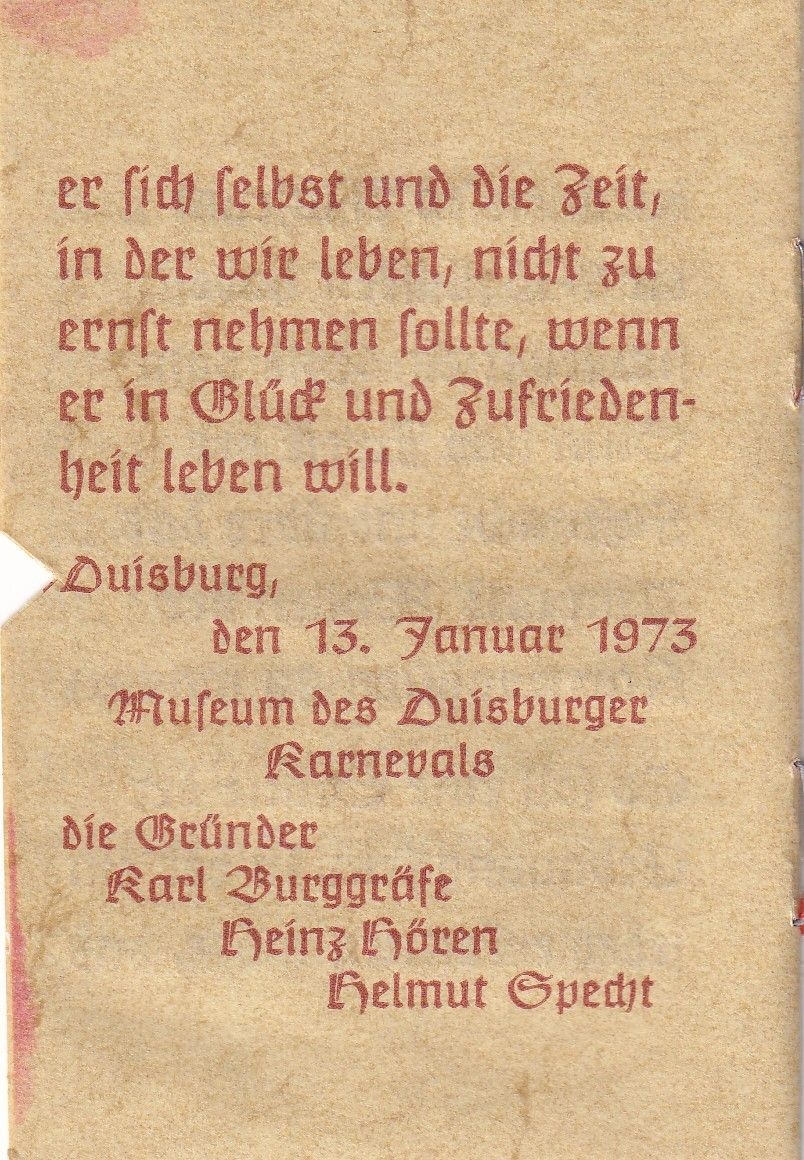 er ſich ſelbst und die Zeit,
in der wir leben, nicht zu
ernſt nehmen ſollte, wenn
er in Glück und Zufrieden-
heit leben will.
Duisburg,
den 13. Januar 1973
Muſeum des Duisburger
Karnevals
die Gründer
Karl Burggräfe
Heinz Hören
Helmut Specht